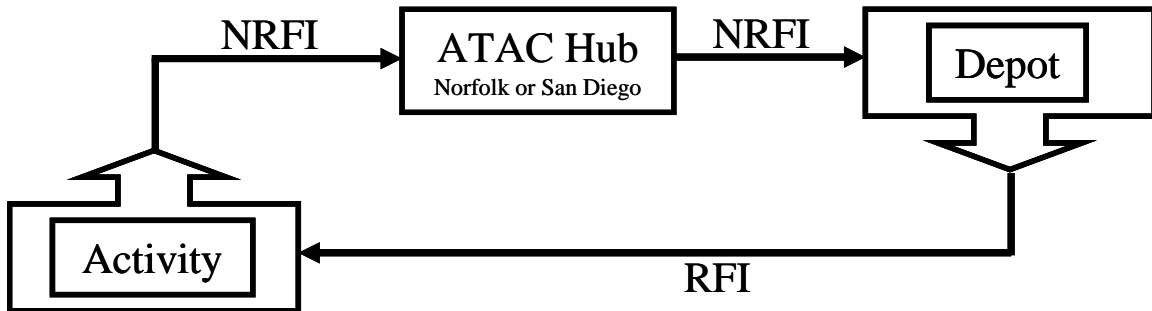 NRFI
ATAC Hub
Norfolk or San Diego
NRFI
Depot
Activity
RFI